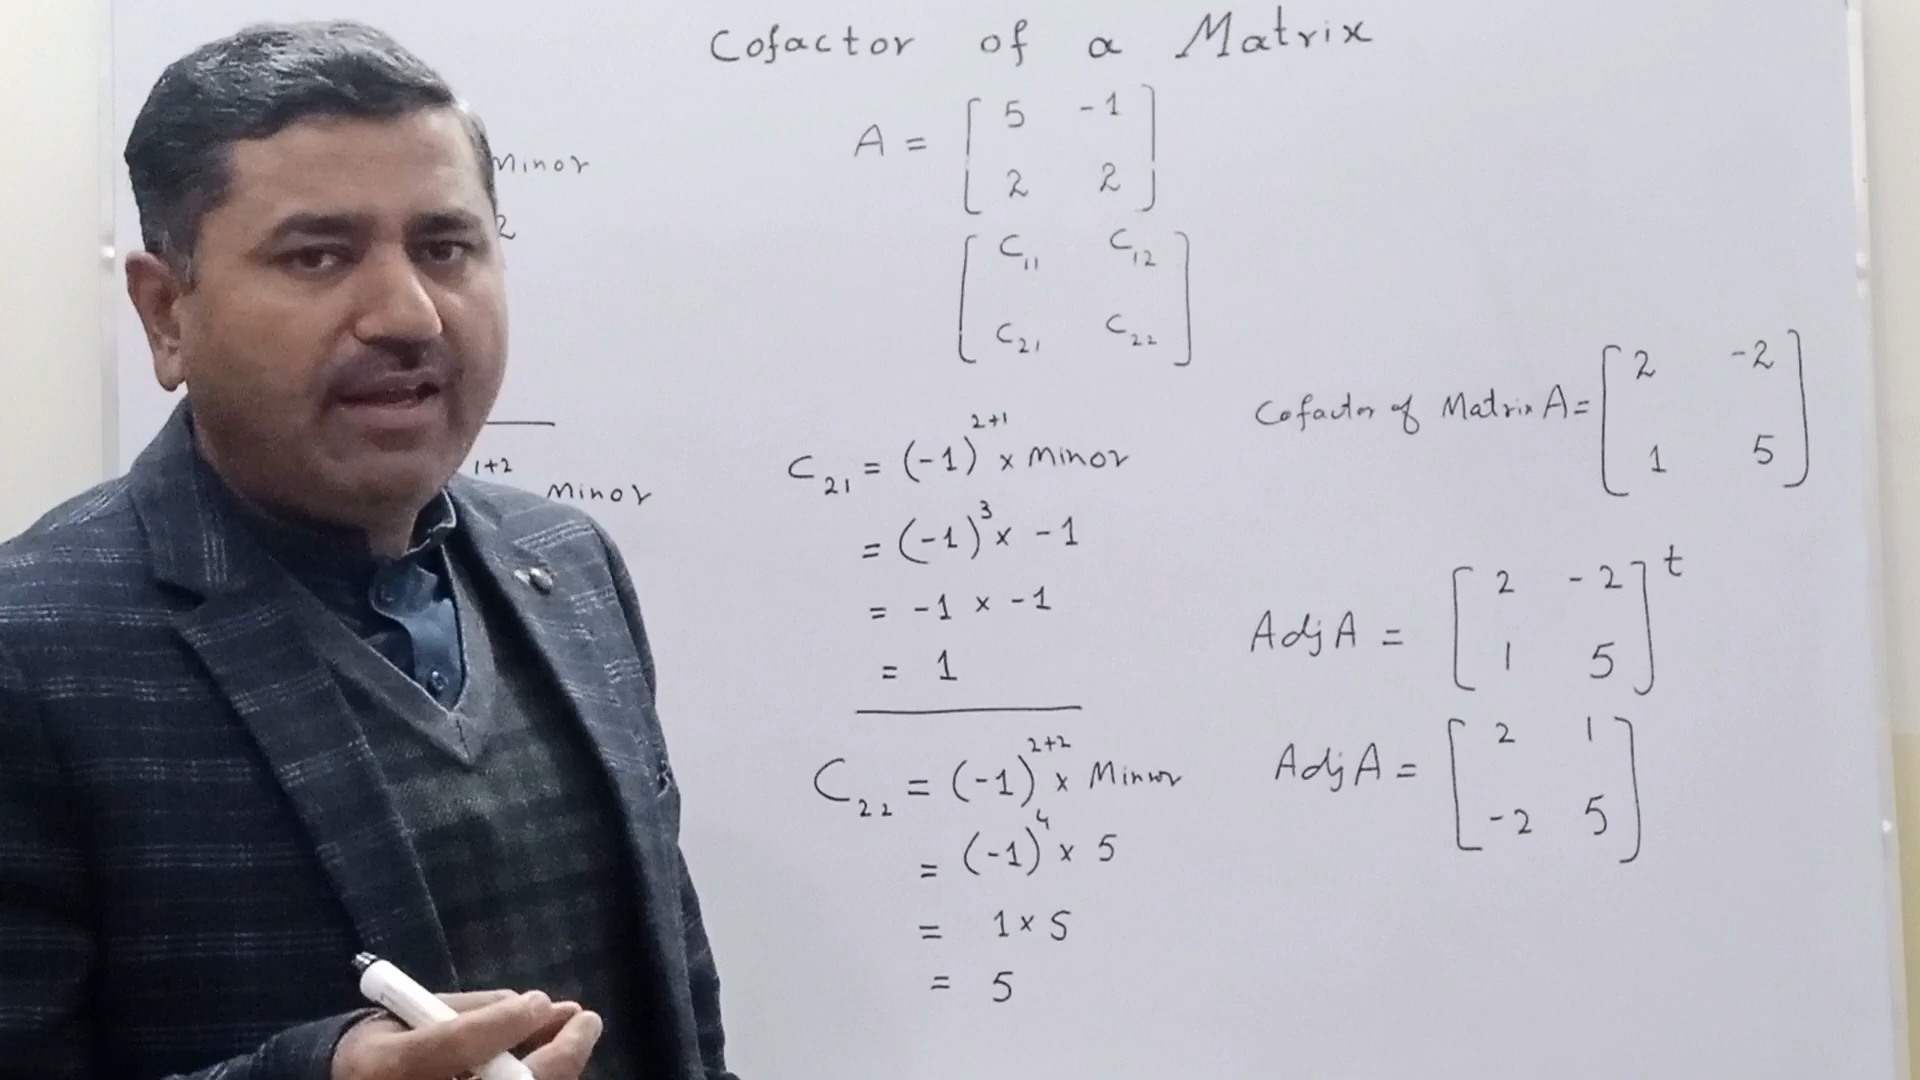 Cofactor of a Matrix
A = [ 5 -1
2 2 ]
[ C11 C12
C21 C22 ]
Minor
2
1+2
Minor
C21 = (-1)^2+1 × Minor
= (-1)^3 × -1
= -1 × -1
= 1
C22 = (-1)^2+2 × Minor
= (-1)^4 × 5
= 1 × 5
= 5
Cofactor of Matrix A = [ 2 -2
1 5 ]
Adj A = [ 2 -2
1 5 ]^t
Adj A = [ 2 1
-2 5 ]